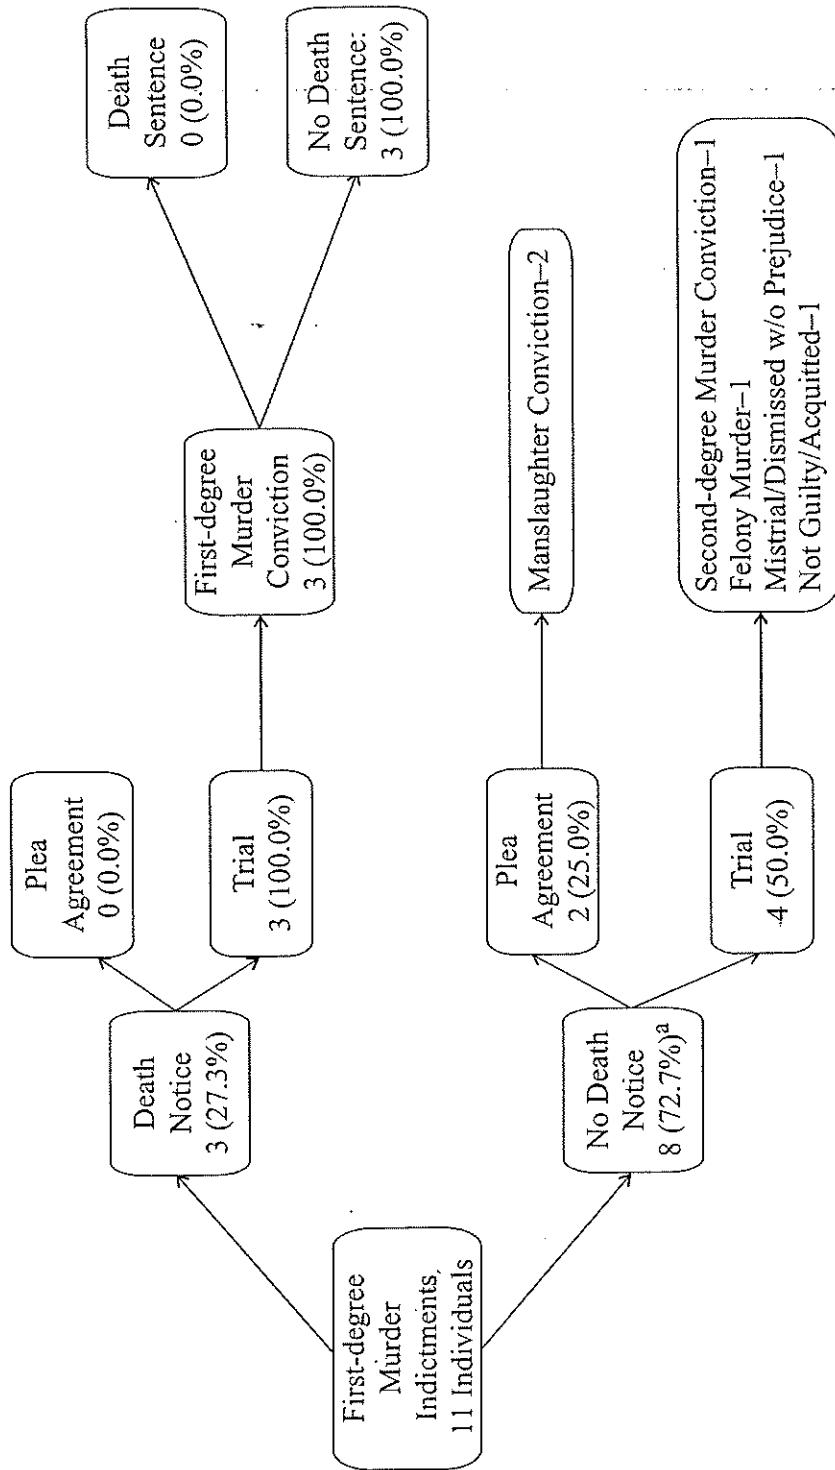 First-degree
Murder
Indictments,
11 Individuals
Death
Notice
3 (27.3%)
Plea
Agreement
0 (0.0%)
Trial
3 (100.0%)
First-degree
Murder
Conviction
3 (100.0%)
Death
Sentence
0 (0.0%)
No Death
Sentence:
3 (100.0%)
No Death
Notice
8 (72.7%)a
Plea
Agreement
2 (25.0%)
Manslaughter Conviction–2
Trial
4 (50.0%)
Second-degree Murder Conviction–1
Felony Murder–1
Mistrial/Dismissed w/o Prejudice–1
Not Guilty/Acquitted–1